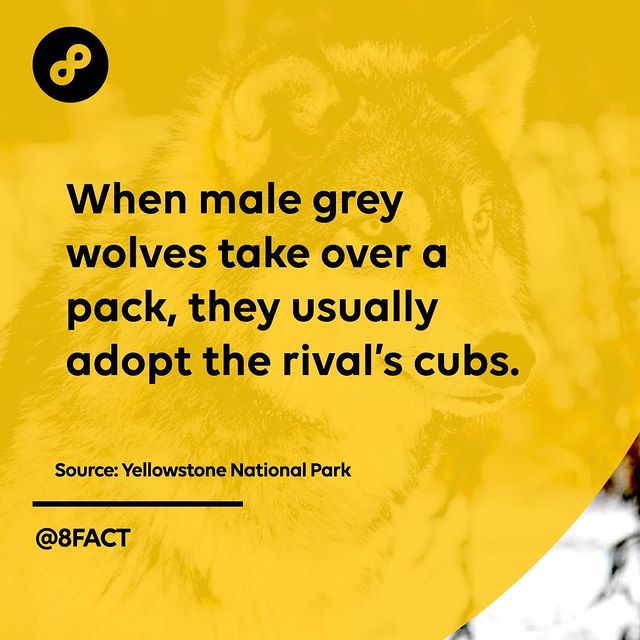 When male grey
wolves take over a
pack, they usually
adopt the rival's cubs.
Source: Yellowstone National Park
@8FACT